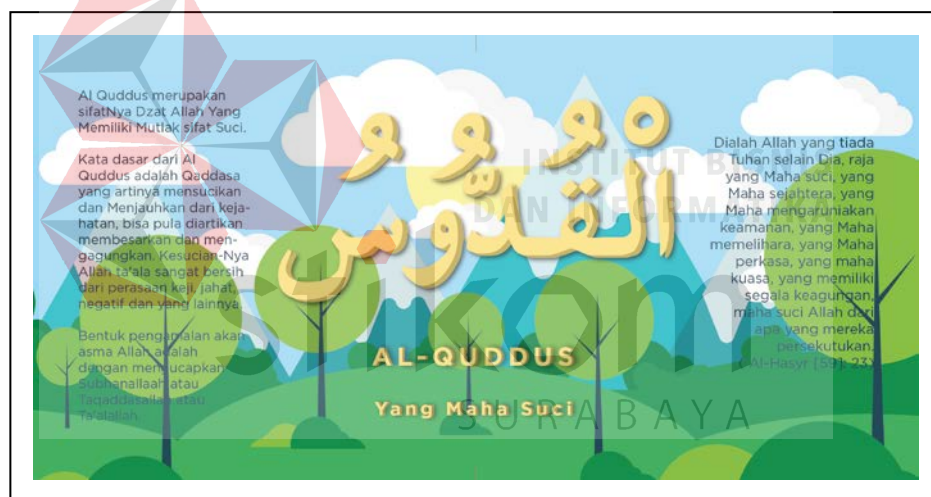 Al Quddus merupakan
sifatNya Dzat Allah Yang
Memiliki Mutlak sifat Suci.
Kata dasar dari Al
Quddus adalah Qaddasa
yang artinya mensucikan
dan Menjauhkan dari keja-
hatan, bisa pula diartikan
membesarkan dan men-
gagungkan. Kesucian-Nya
Allah ta'ala sangat bersih
dari perasaan keji, jahat,
negatif dan yang lainnya.
Bentuk pengamalan akan
asma Allah adalah
dengan mengucapkan
Subhanallaah atau
Taqaddasallah atau
Ta'alallah.
الْقُدُّوسُ
AL-QUDDUS
Yang Maha Suci
Dialah Allah yang tiada
Tuhan selain Dia, raja
yang Maha suci, yang
Maha sejahtera, yang
Maha mengaruniakan
keamanan, yang Maha
memelihara, yang Maha
perkasa, yang maha
kuasa, yang memiliki
segala keagungan,
maha suci Allah dari
apa yang mereka
persekutukan.
(Al-Hasyr [59]: 23)
INSTITUT B
DAN INFORMA
stikom
SURABAYA